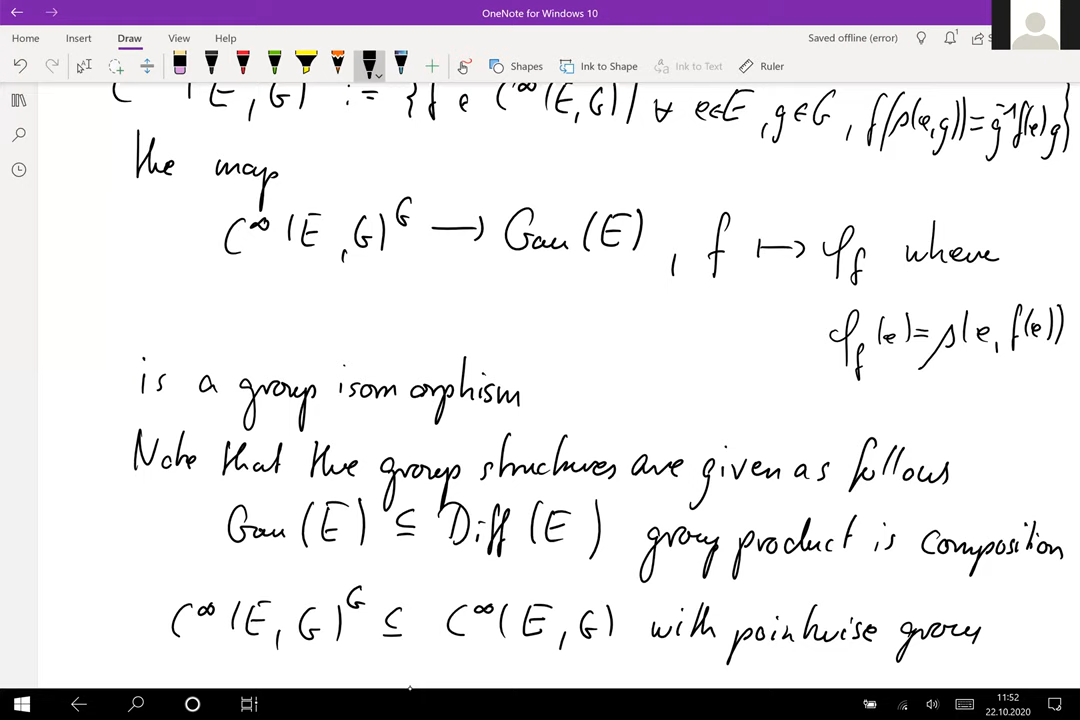 OneNote for Windows 10
Home Insert Draw View Help Saved offline (error)
Shapes Ink to Shape Ink to Text Ruler
C^∞(E,G)^G := {f ∈ C^∞(E,G) | ∀ e∈E, g∈G, f(ρ(e,g))=g⁻¹f(e)g}
the map
C^∞(E,G)^G → Gau(E), f ↦ φ_f where
φ_f(e)=ρ(e,f(e))
is a group isomorphism
Note that the group structures are given as follows
Gau(E) ⊆ Diff(E) group product is composition
C^∞(E,G)^G ⊆ C^∞(E,G) with pointwise group
11:52
22.10.2020